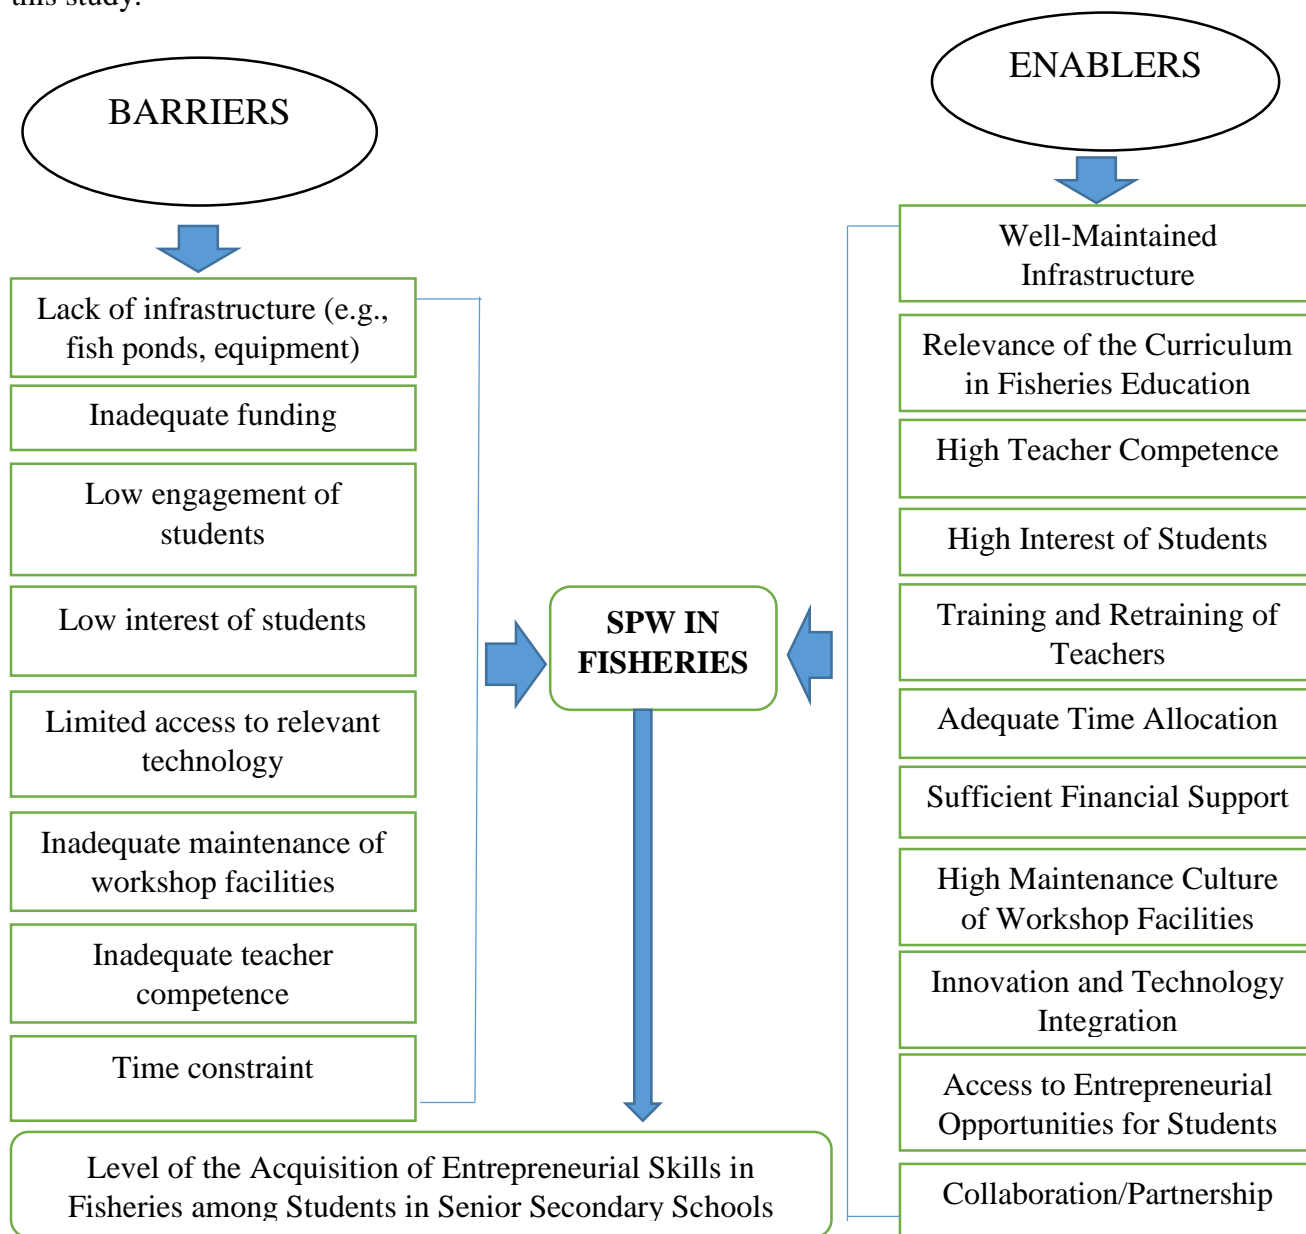 this study.
BARRIERS
Lack of infrastructure (e.g.,
fish ponds, equipment)
Inadequate funding
Low engagement of
students
Low interest of students
Limited access to relevant
technology
Inadequate maintenance of
workshop facilities
Inadequate teacher
competence
Time constraint
SPW IN
FISHERIES
Level of the Acquisition of Entrepreneurial Skills in
Fisheries among Students in Senior Secondary Schools
ENABLERS
Well-Maintained
Infrastructure
Relevance of the Curriculum
in Fisheries Education
High Teacher Competence
High Interest of Students
Training and Retraining of
Teachers
Adequate Time Allocation
Sufficient Financial Support
High Maintenance Culture
of Workshop Facilities
Innovation and Technology
Integration
Access to Entrepreneurial
Opportunities for Students
Collaboration/Partnership